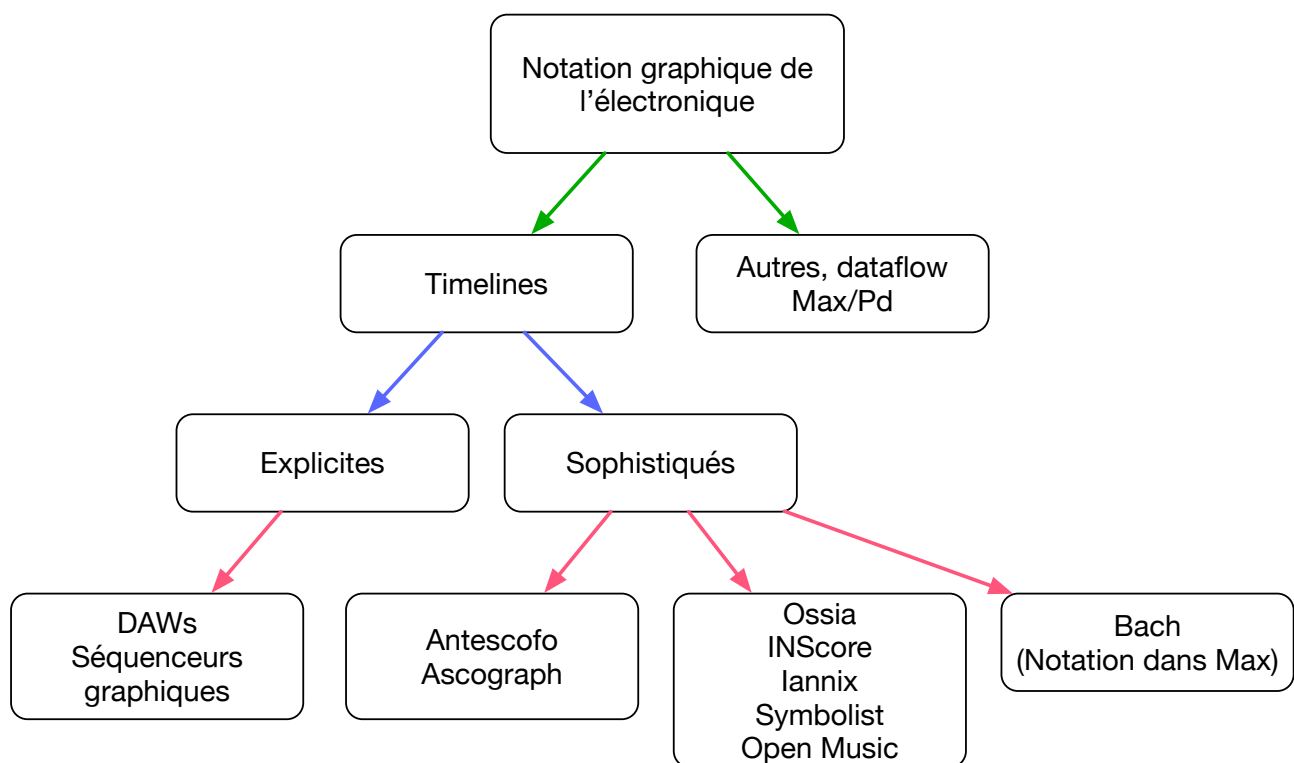 Notation graphique de
l’électronique
Timelines
Autres, dataflow
Max/Pd
Explicites
Sophistiqués
DAWs
Séquenceurs
graphiques
Antescofo
Ascograph
Ossia
INScore
Iannix
Symbolist
Open Music
Bach
(Notation dans Max)